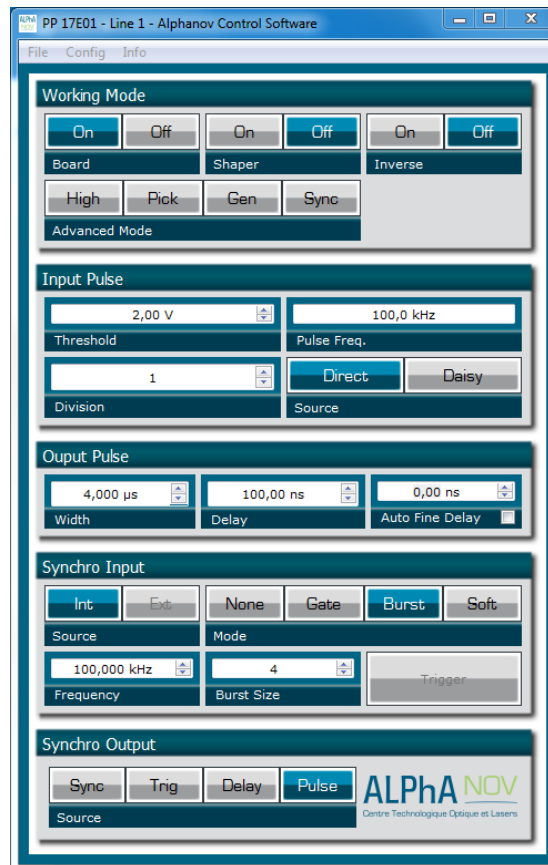 PP 17E01 - Line 1 - Alphanov Control Software
File Config Info
Working Mode
On Off On Off On Off
Board Shaper Inverse
High Pick Gen Sync
Advanced Mode
Input Pulse
2,00 V 100,0 kHz
Threshold Pulse Freq.
1 Direct Daisy
Division Source
Ouput Pulse
4,000 µs 100,00 ns 0,00 ns
Width Delay Auto Fine Delay
Synchro Input
Int Ext None Gate Burst Soft
Source Mode
100,000 kHz 4 Trigger
Frequency Burst Size
Synchro Output
Sync Trig Delay Pulse
Source
ALPhA NOV
Centre Technologique Optique et Lasers